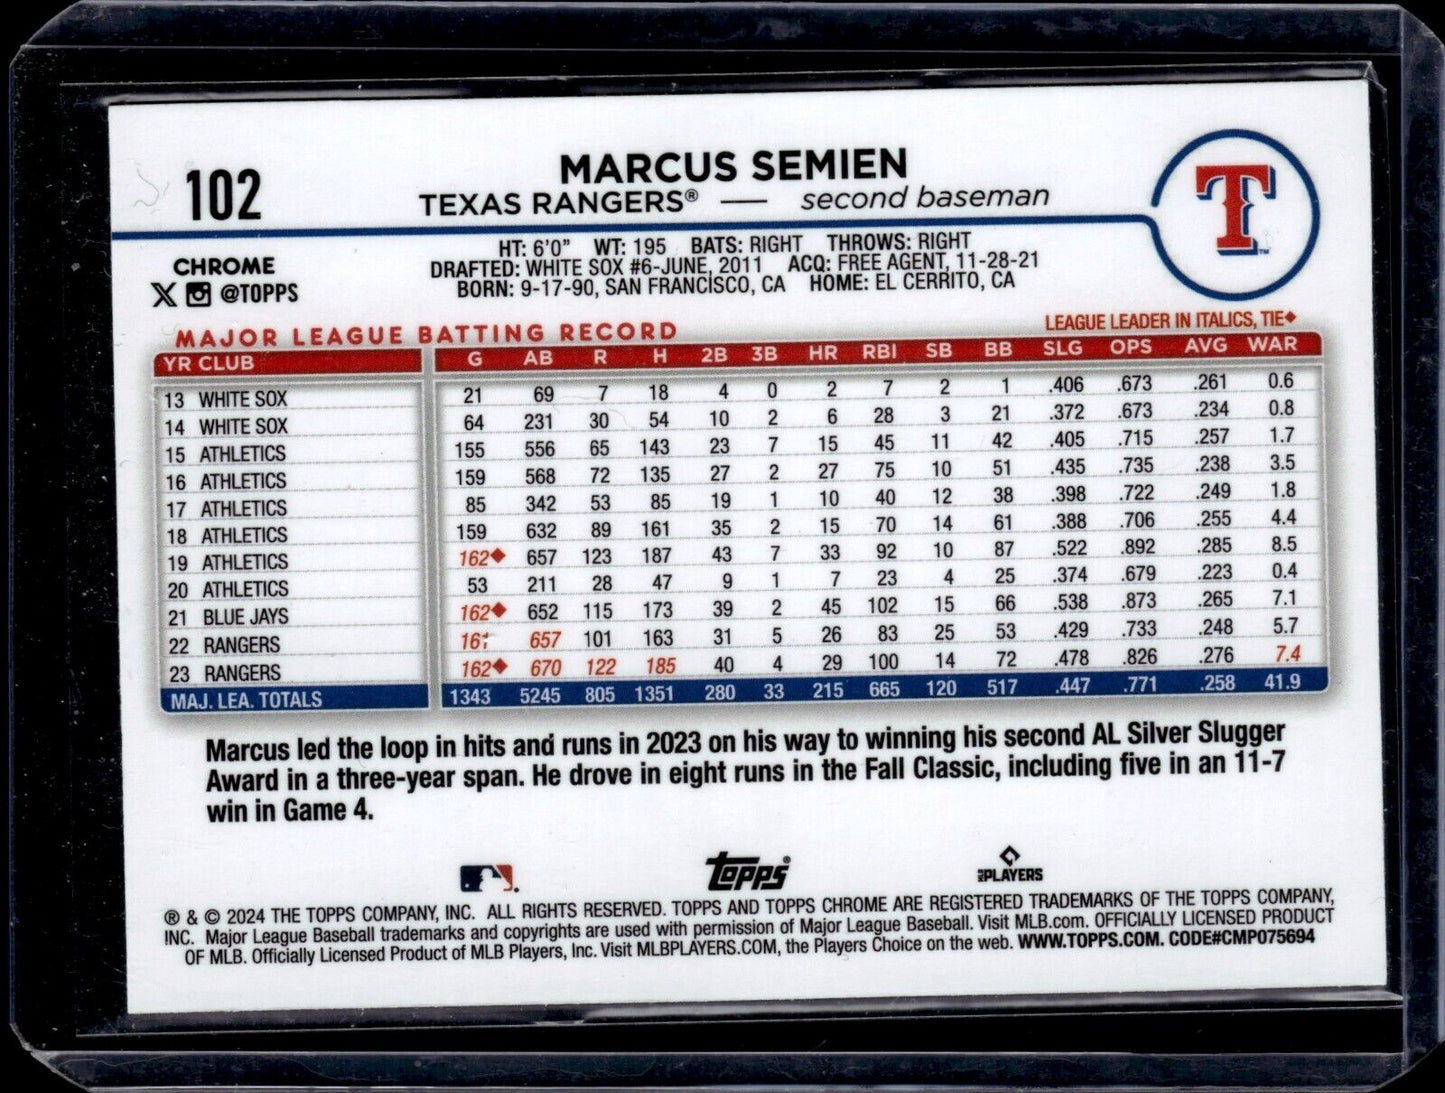 102
MARCUS SEMIEN
TEXAS RANGERS® — second baseman
T
TM
CHROME
X @TOPPS
HT: 6'0" WT: 195 BATS: RIGHT THROWS: RIGHT
DRAFTED: WHITE SOX #6-JUNE, 2011 ACQ: FREE AGENT, 11-28-21
BORN: 9-17-90, SAN FRANCISCO, CA HOME: EL CERRITO, CA
MAJOR LEAGUE BATTING RECORD
LEAGUE LEADER IN ITALICS, TIE♦
YR CLUB G AB R H 2B 3B HR RBI SB BB SLG OPS AVG WAR
13 WHITE SOX 21 69 7 18 4 0 2 7 2 1 .406 .673 .261 0.6
14 WHITE SOX 64 231 30 54 10 2 6 28 3 21 .372 .673 .234 0.8
15 ATHLETICS 155 556 65 143 23 7 15 45 11 42 .405 .715 .257 1.7
16 ATHLETICS 159 568 72 135 27 2 27 75 10 51 .435 .735 .238 3.5
17 ATHLETICS 85 342 53 85 19 1 10 40 12 38 .398 .722 .249 1.8
18 ATHLETICS 159 632 89 161 35 2 15 70 14 61 .388 .706 .255 4.4
19 ATHLETICS 162♦ 657 123 187 43 7 33 92 10 87 .522 .892 .285 8.5
20 ATHLETICS 53 211 28 47 9 1 7 23 4 25 .374 .679 .223 0.4
21 BLUE JAYS 162♦ 652 115 173 39 2 45 102 15 66 .538 .873 .265 7.1
22 RANGERS 657 101 163 31 5 26 83 25 53 .429 .733 .248 5.7
23 RANGERS 162♦ 670 122 185 40 4 29 100 14 72 .478 .826 .276 7.4
MAJ. LEA. TOTALS 1343 5245 805 1351 280 33 215 665 120 517 .447 .771 .258 41.9
Marcus led the loop in hits and runs in 2023 on his way to winning his second AL Silver Slugger
Award in a three-year span. He drove in eight runs in the Fall Classic, including five in an 11-7
win in Game 4.
topps®
PLAYERS
® & © 2024 THE TOPPS COMPANY, INC. ALL RIGHTS RESERVED. TOPPS AND TOPPS CHROME ARE REGISTERED TRADEMARKS OF THE TOPPS COMPANY,
INC. Major League Baseball trademarks and copyrights are used with permission of Major League Baseball. Visit MLB.com. OFFICIALLY LICENSED PRODUCT
OF MLB. Officially Licensed Product of MLB Players, Inc. Visit MLBPLAYERS.COM, the Players Choice on the web. WWW.TOPPS.COM. CODE#CMP075694